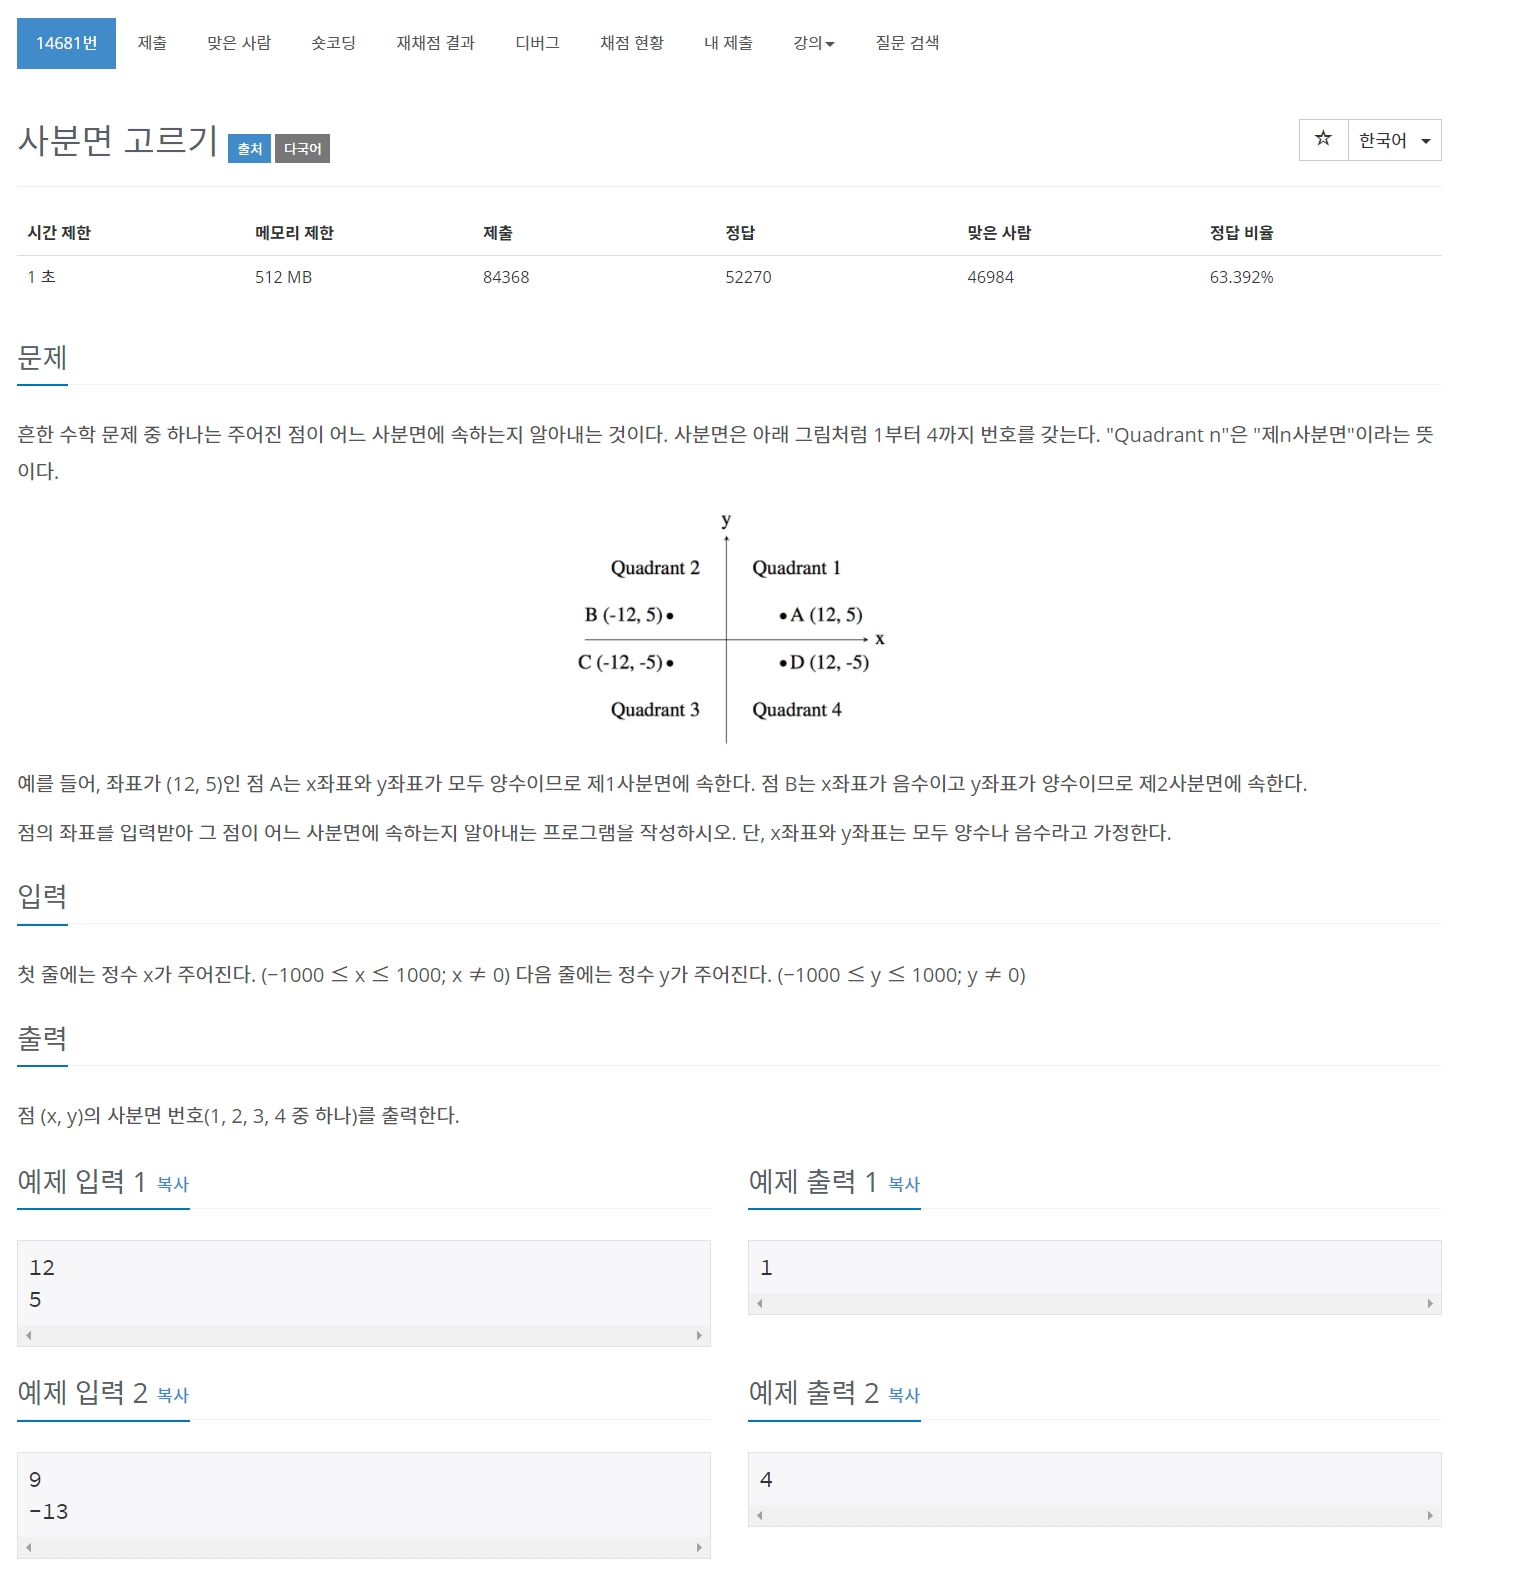 14681번 제출 맞은 사람 숏코딩 재채점 결과 디버그 채점 현황 내 제출 강의 질문 검색
사분면 고르기 출처 다국어 한국어
시간 제한 메모리 제한 제출 정답 맞은 사람 정답 비율
1 초 512 MB 84368 52270 46984 63.392%
문제
흔한 수학 문제 중 하나는 주어진 점이 어느 사분면에 속하는지 알아내는 것이다. 사분면은 아래 그림처럼 1부터 4까지 번호를 갖는다. "Quadrant n"은 "제n사분면"이라는 뜻
이다.
y
Quadrant 2 Quadrant 1
B (-12, 5) A (12, 5)
x
C (-12, -5) D (12, -5)
Quadrant 3 Quadrant 4
예를 들어, 좌표가 (12, 5)인 점 A는 x좌표와 y좌표가 모두 양수이므로 제1사분면에 속한다. 점 B는 x좌표가 음수이고 y좌표가 양수이므로 제2사분면에 속한다.
점의 좌표를 입력받아 그 점이 어느 사분면에 속하는지 알아내는 프로그램을 작성하시오. 단, x좌표와 y좌표는 모두 양수나 음수라고 가정한다.
입력
첫 줄에는 정수 x가 주어진다. (−1000 ≤ x ≤ 1000; x ≠ 0) 다음 줄에는 정수 y가 주어진다. (−1000 ≤ y ≤ 1000; y ≠ 0)
출력
점 (x, y)의 사분면 번호(1, 2, 3, 4 중 하나)를 출력한다.
예제 입력 1 복사
12
5
예제 출력 1 복사
1
예제 입력 2 복사
9
-13
예제 출력 2 복사
4